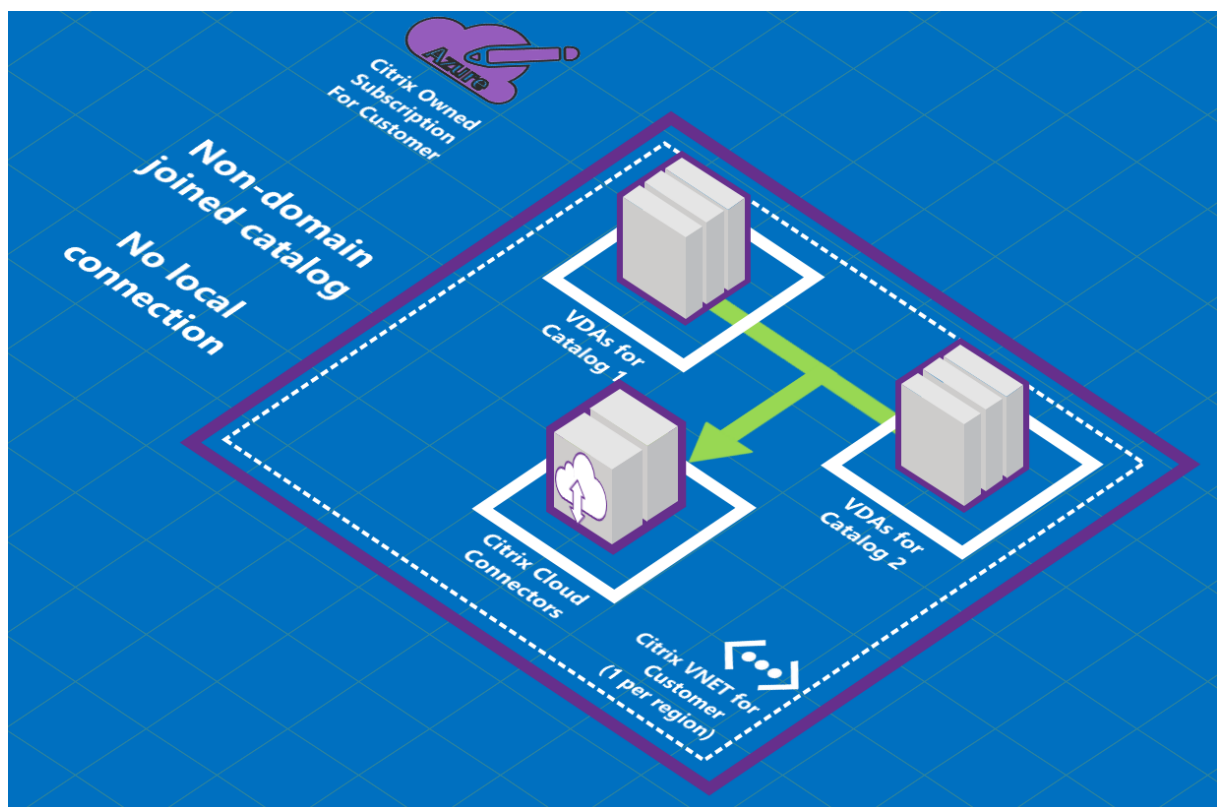 Azure
Citrix Owned
Subscription
For Customer
Non-domain
joined catalog
No local
connection
VDAs for
Catalog 1
VDAs for
Catalog 2
Citrix Cloud
Connectors
Citrix VNET for
Customer
(1 per region)